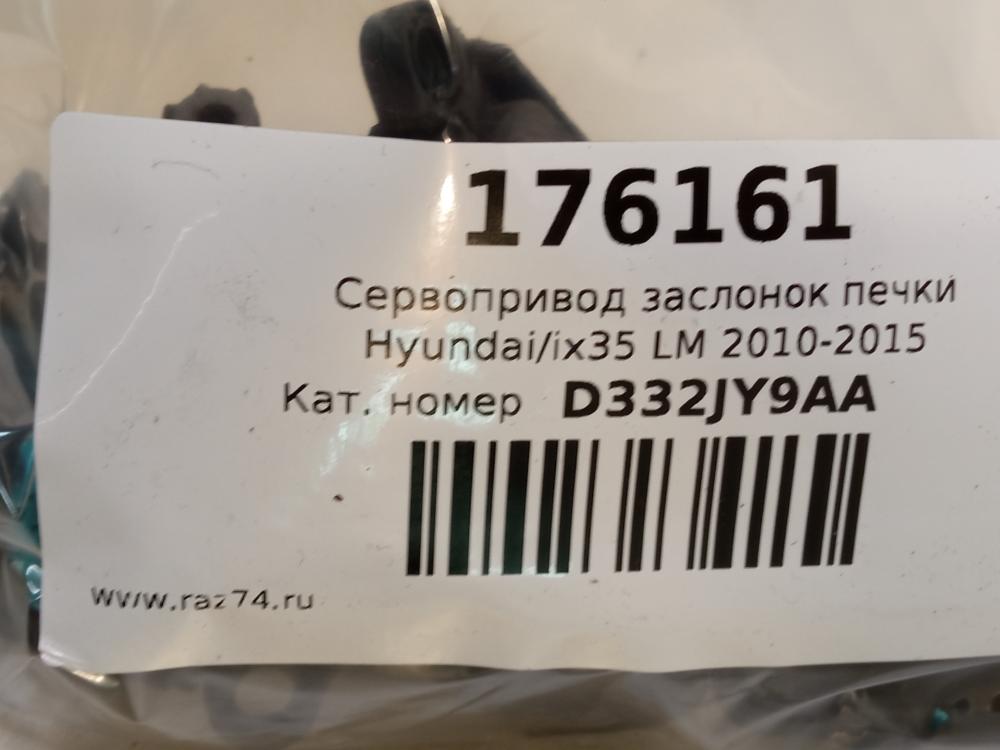 176161
Сервопривод заслонок печки
Hyundai/ix35 LM 2010-2015
Кат. номер D332JY9AA
www.raz74.ru